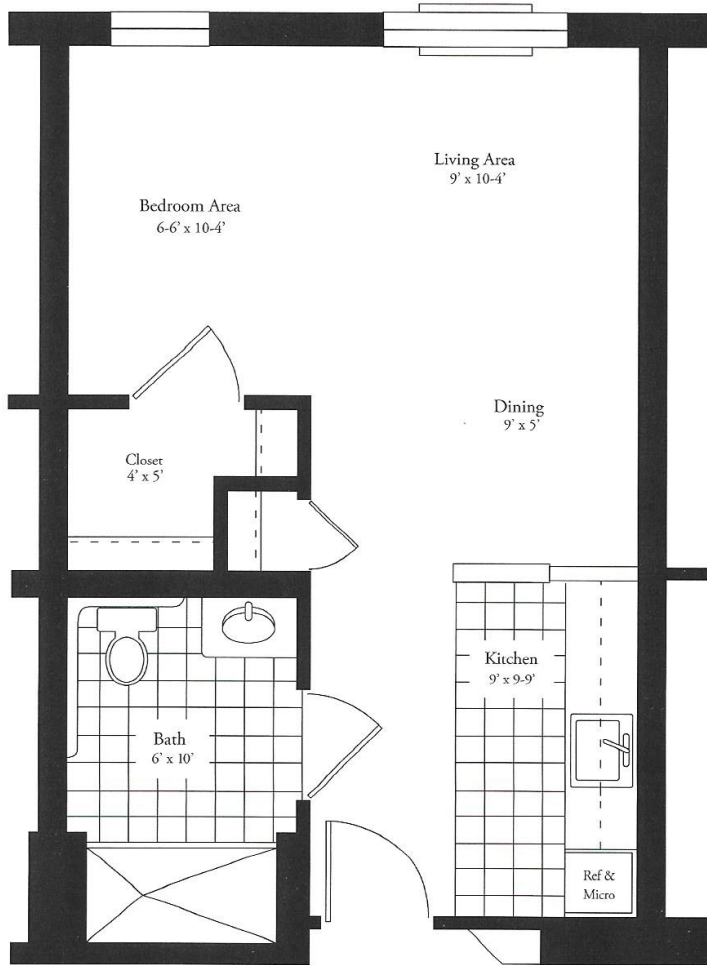 Living Area
9’ x 10-4’
Bedroom Area
6-6’ x 10-4’
Dining
9’ x 5’
Closet
4’ x 5’
Kitchen
9’ x 9-9’
Bath
6’ x 10’
Ref &
Micro